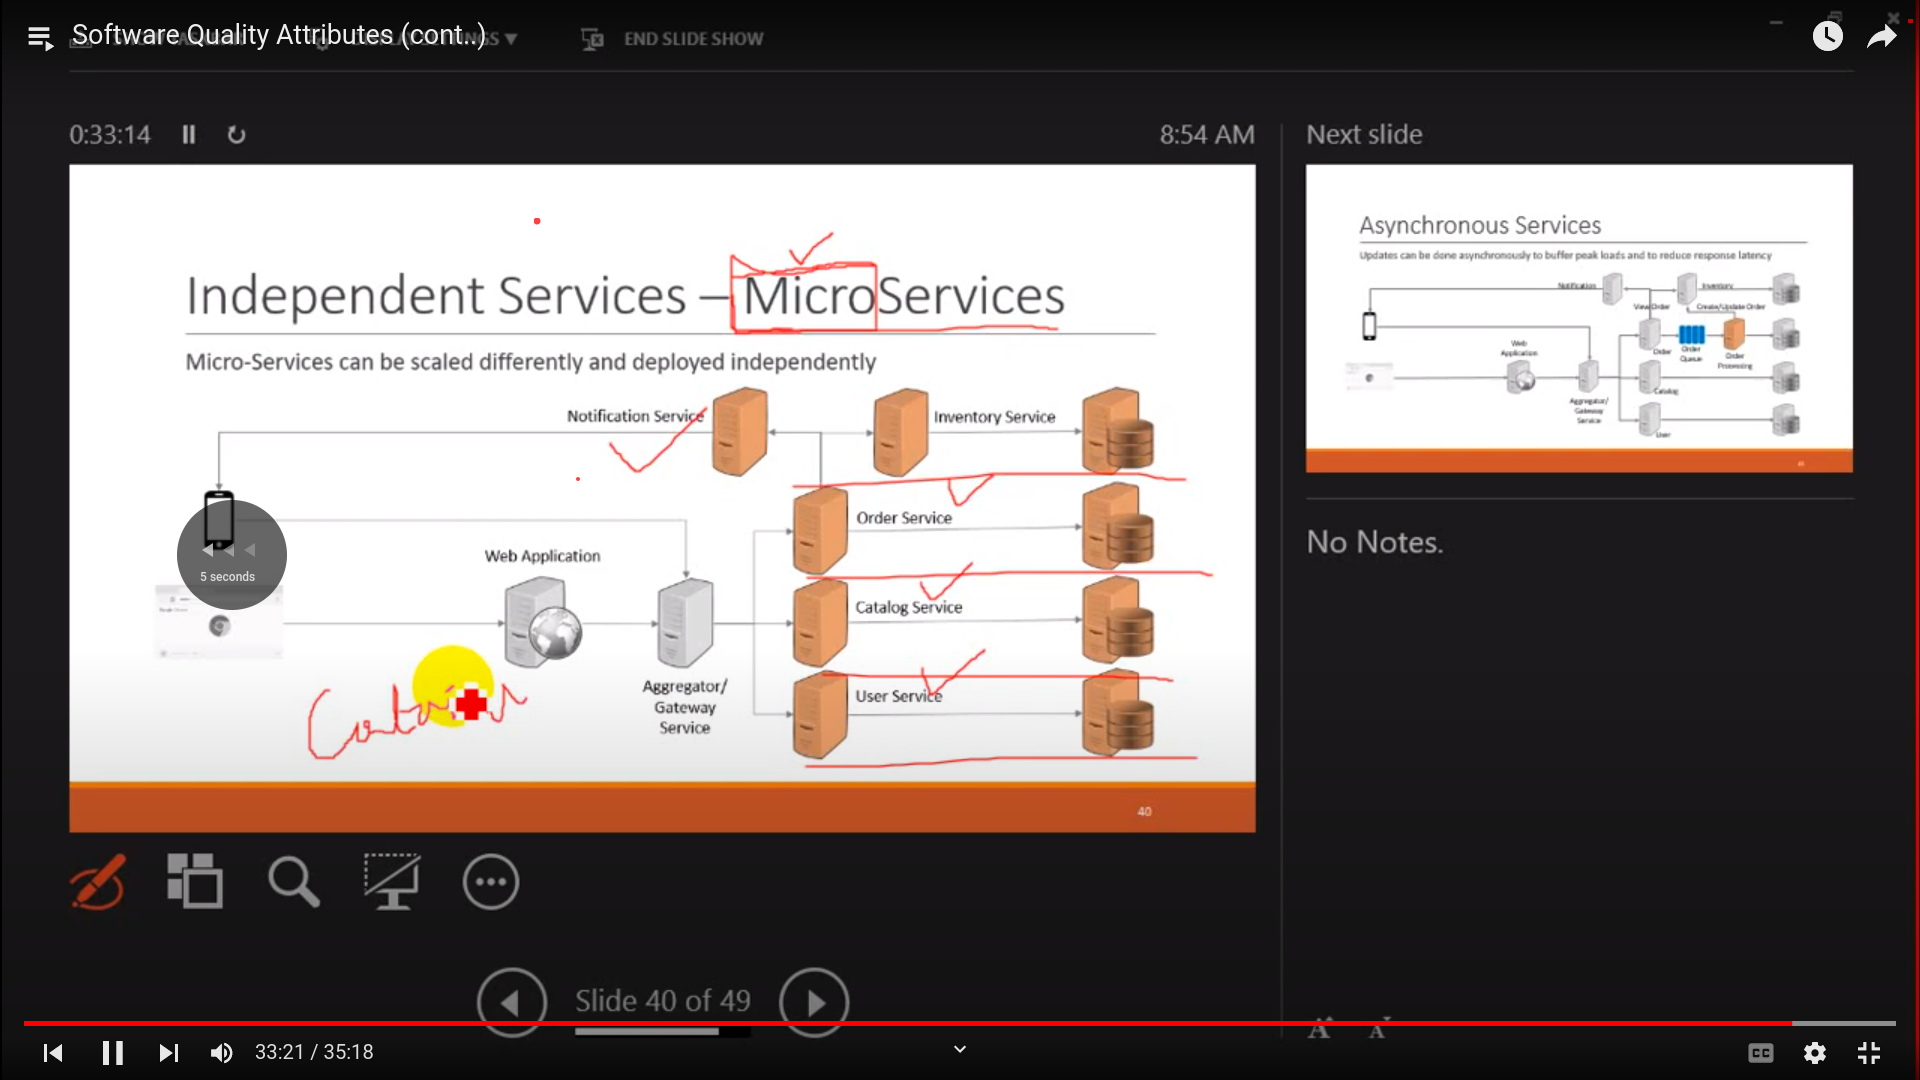 Software Quality Attributes (cont..)
END SLIDE SHOW
0:33:14
8:54 AM
Next slide
Independent Services – MicroServices
Micro-Services can be scaled differently and deployed independently
Notification Service
Inventory Service
Order Service
Web Application
Catalog Service
User Service
Aggregator/
Gateway
Service
40
5 seconds
Asynchronous Services
Updates can be done asynchronously to buffer peak loads and to reduce response latency
Notification
Inventory
View Order
Create/Update Order
Web
Application
Order
Order
Queue
Order
Processing
Catalog
Aggregator/
Gateway
Service
User
No Notes.
Slide 40 of 49
33:21 / 35:18
CC